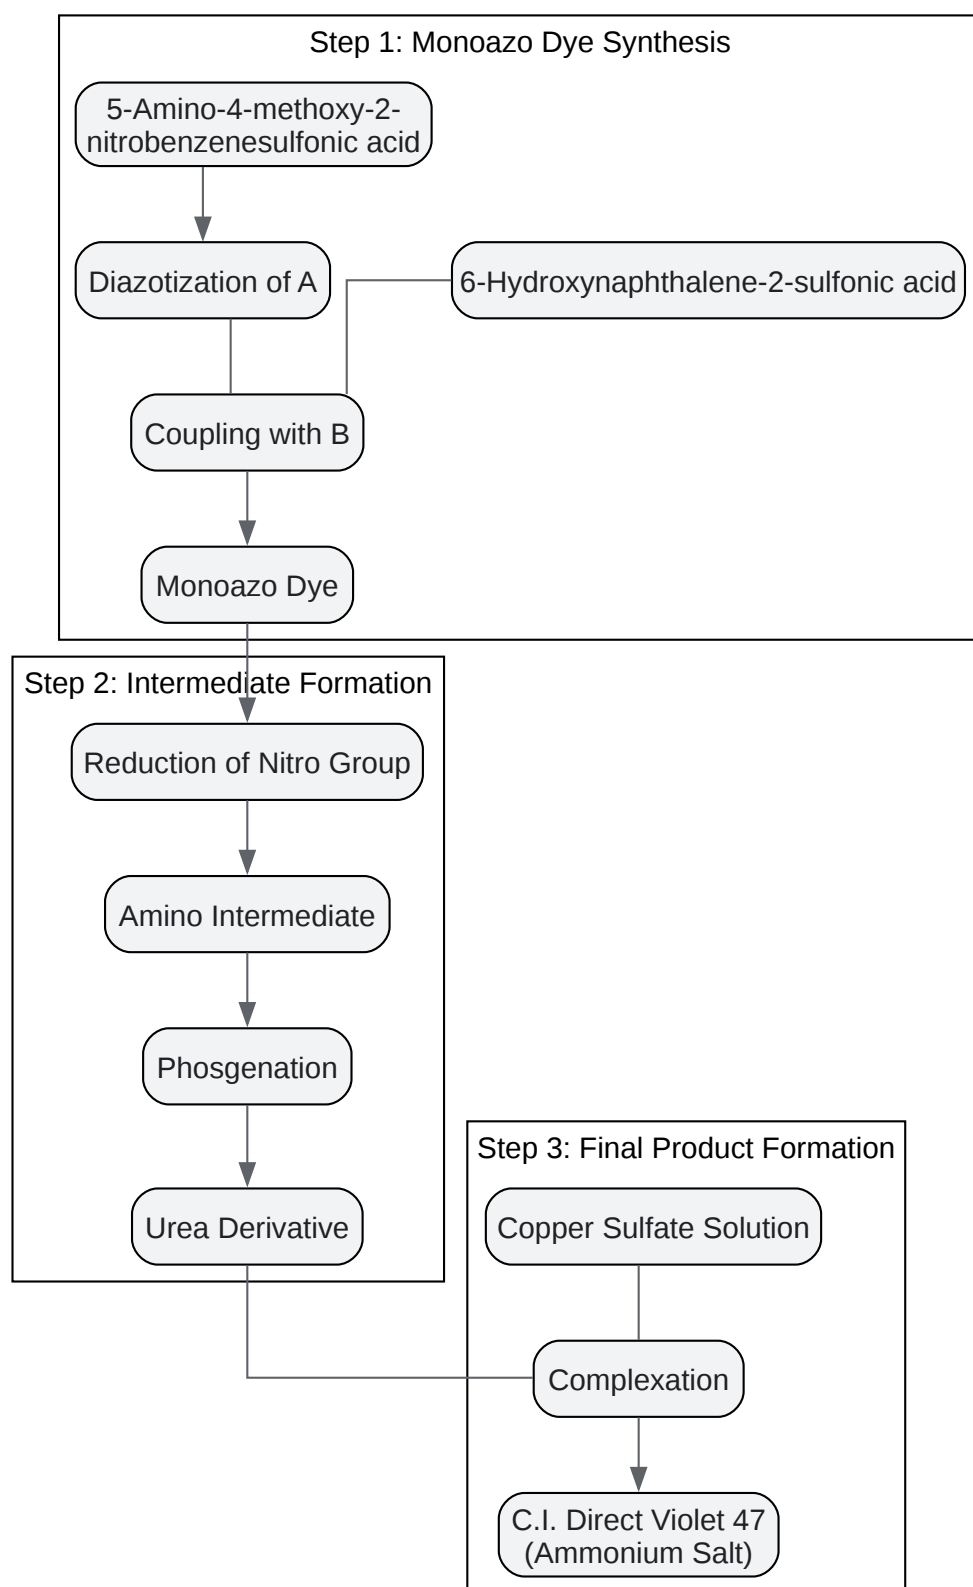 Step 1: Monoazo Dye Synthesis
5-Amino-4-methoxy-2-
nitrobenzenesulfonic acid
Diazotization of A
6-Hydroxynaphthalene-2-sulfonic acid
Coupling with B
Monoazo Dye
Step 2: Intermediate Formation
Reduction of Nitro Group
Amino Intermediate
Phosgenation
Urea Derivative
Step 3: Final Product Formation
Copper Sulfate Solution
Complexation
C.I. Direct Violet 47
(Ammonium Salt)